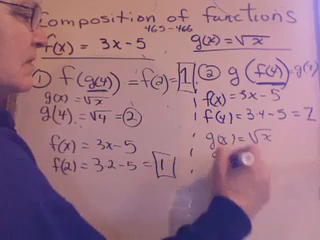 Composition of functions
465-466
f(x) = 3x-5 g(x)=√x
① f(g(4))=f(2)=1
g(x)=√x
g(4)=√4=2
f(x)=3x-5
f(2)=3·2-5=1
② g(f(4))=g(
f(x)=3x-5
f(4)=3·4-5=7
g(x)=√x